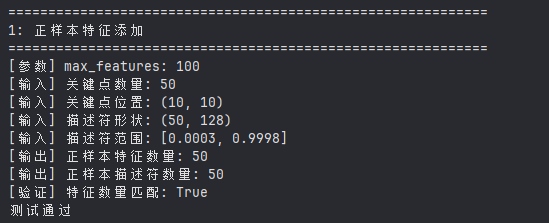 ============================================================
1: 正样本特征添加
============================================================
[参数] max_features: 100
[输入] 关键点数量: 50
[输入] 关键点位置: (10, 10)
[输入] 描述符形状: (50, 128)
[输入] 描述符范围: [0.0003, 0.9998]
[输出] 正样本特征数量: 50
[输出] 正样本描述符数量: 50
[验证] 特征数量匹配: True
测试通过